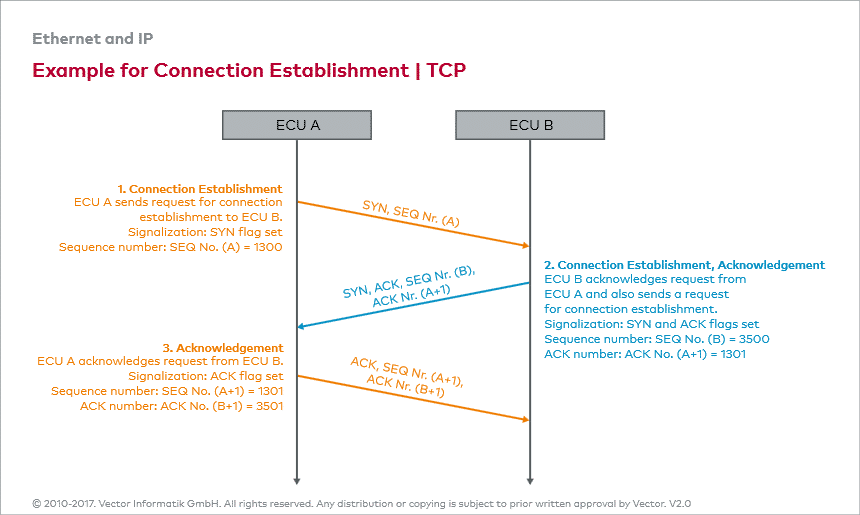 Ethernet and IP
Example for Connection Establishment | TCP
ECU A
ECU B
1. Connection Establishment
ECU A sends request for connection
establishment to ECU B.
Signalization: SYN flag set
Sequence number: SEQ No. (A) = 1300
SYN, SEQ Nr. (A)
2. Connection Establishment, Acknowledgement
ECU B acknowledges request from
ECU A and also sends a request
for connection establishment.
Signalization: SYN and ACK flags set
Sequence number: SEQ No. (B) = 3500
ACK number: ACK No. (A+1) = 1301
SYN, ACK, SEQ Nr. (B),
ACK Nr. (A+1)
3. Acknowledgement
ECU A acknowledges request from ECU B.
Signalization: ACK flag set
Sequence number: SEQ No. (A+1) = 1301
ACK number: ACK No. (B+1) = 3501
ACK, SEQ Nr. (A+1),
ACK Nr. (B+1)
© 2010-2017. Vector Informatik GmbH. All rights reserved. Any distribution or copying is subject to prior written approval by Vector. V2.0